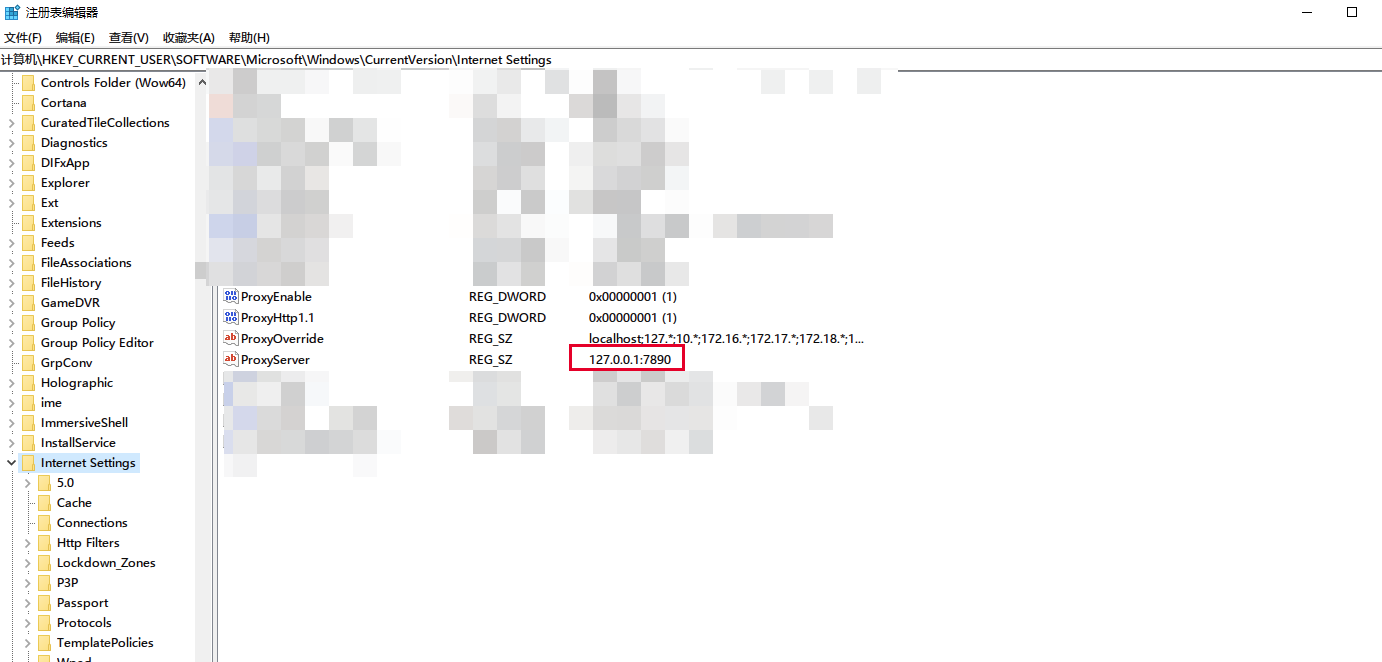 注册表编辑器
文件(F) 编辑(E) 查看(V) 收藏夹(A) 帮助(H)
计算机\HKEY_CURRENT_USER\SOFTWARE\Microsoft\Windows\CurrentVersion\Internet Settings
Controls Folder (Wow64)
Cortana
CuratedTileCollections
Diagnostics
DIFxApp
Explorer
Ext
Extensions
Feeds
FileAssociations
FileHistory
GameDVR
Group Policy
Group Policy Editor
GrpConv
Holographic
ime
ImmersiveShell
InstallService
Internet Settings
5.0
Cache
Connections
Http Filters
Lockdown_Zones
P3P
Passport
Protocols
TemplatePolicies
ProxyEnable REG_DWORD 0x00000001 (1)
ProxyHttp1.1 REG_DWORD 0x00000001 (1)
ProxyOverride REG_SZ localhost;127.*;10.*;172.16.*;172.17.*;172.18.*;1...
ProxyServer REG_SZ 127.0.0.1:7890